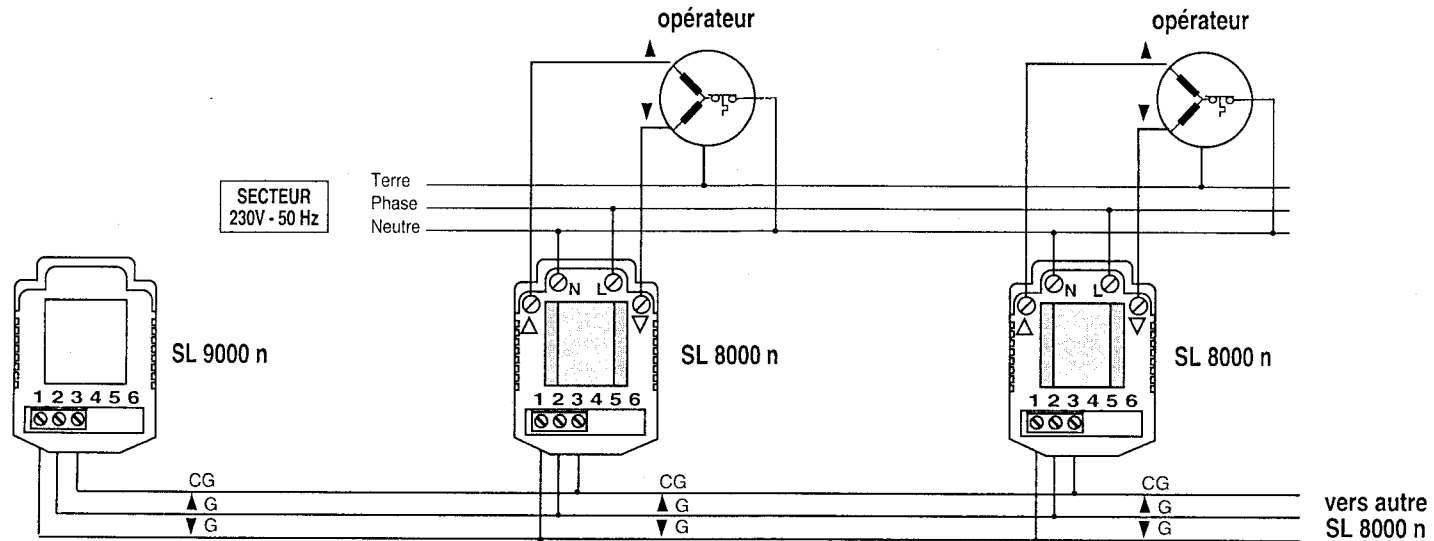 opérateur
opérateur
SECTEUR
230V - 50 Hz
Terre
Phase
Neutre
N L
N L
SL 9000 n
SL 8000 n
SL 8000 n
1 2 3 4 5 6
1 2 3 4 5 6
1 2 3 4 5 6
CG
CG
CG
G
G
G
G
G
G
vers autre
SL 8000 n